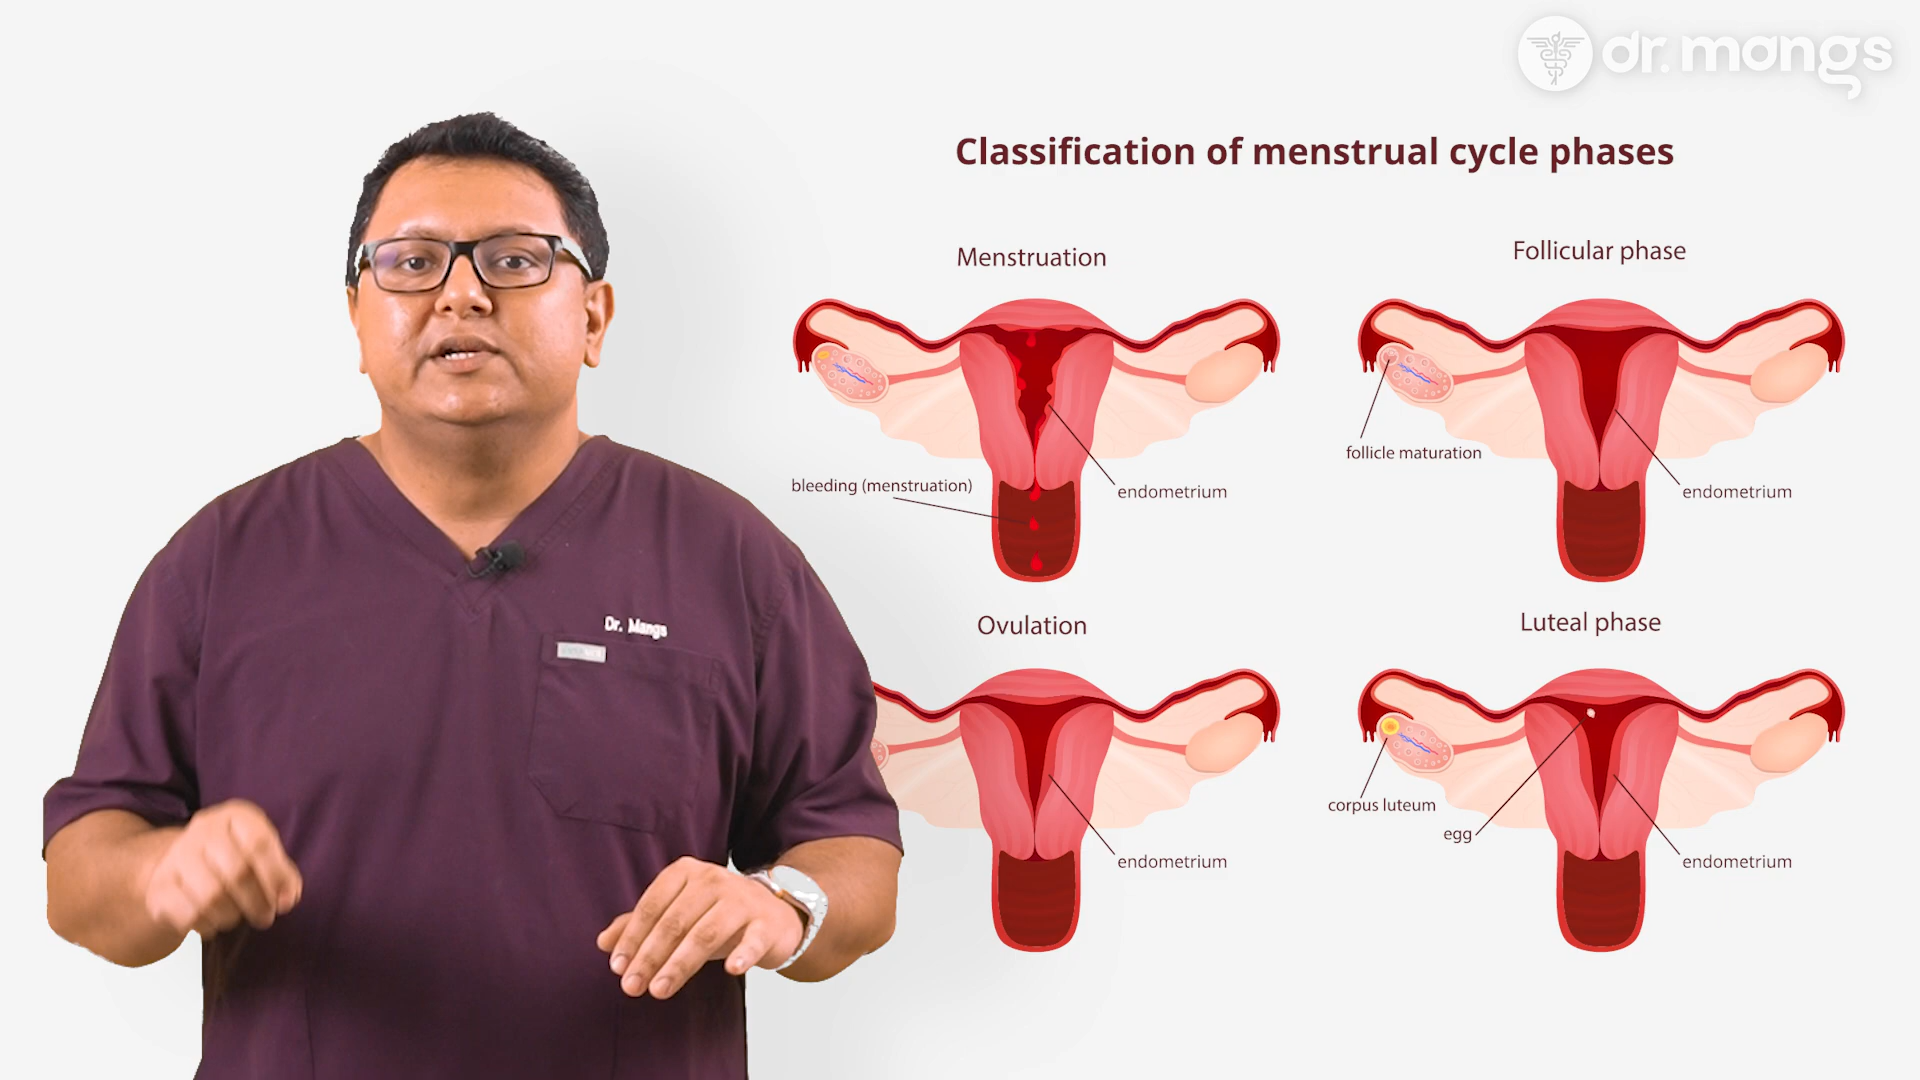 dr. mangs
Classification of menstrual cycle phases
Menstruation
Follicular phase
bleeding (menstruation)
endometrium
follicle maturation
endometrium
Dr. Mangs
Ovulation
Luteal phase
endometrium
corpus luteum
egg
endometrium